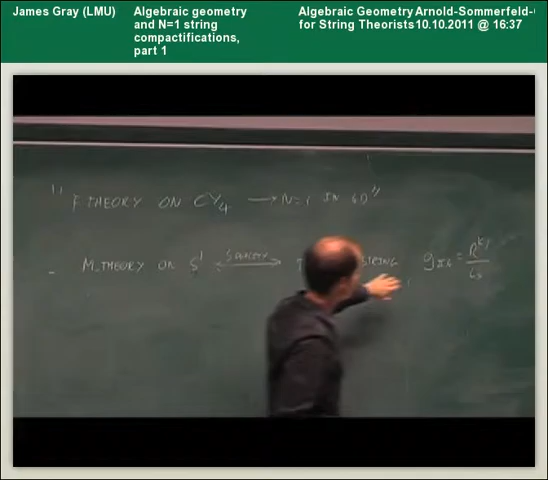 James Gray (LMU)
Algebraic geometry
and N=1 string
compactifications,
part 1
Algebraic Geometry
for String Theorists
Arnold-Sommerfeld-
10.10.2011 @ 16:37
"F THEORY ON CY4 → N=1 IN 4D"
- M-THEORY ON S¹ ↔ STRING